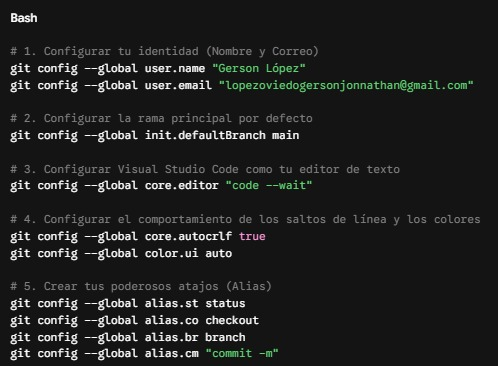 Bash
# 1. Configurar tu identidad (Nombre y Correo)
git config --global user.name "Gerson López"
git config --global user.email "lopezoviedogersonjonnathan@gmail.com"
# 2. Configurar la rama principal por defecto
git config --global init.defaultBranch main
# 3. Configurar Visual Studio Code como tu editor de texto
git config --global core.editor "code --wait"
# 4. Configurar el comportamiento de los saltos de línea y los colores
git config --global core.autocrlf true
git config --global color.ui auto
# 5. Crear tus poderosos atajos (Alias)
git config --global alias.st status
git config --global alias.co checkout
git config --global alias.br branch
git config --global alias.cm "commit -m"